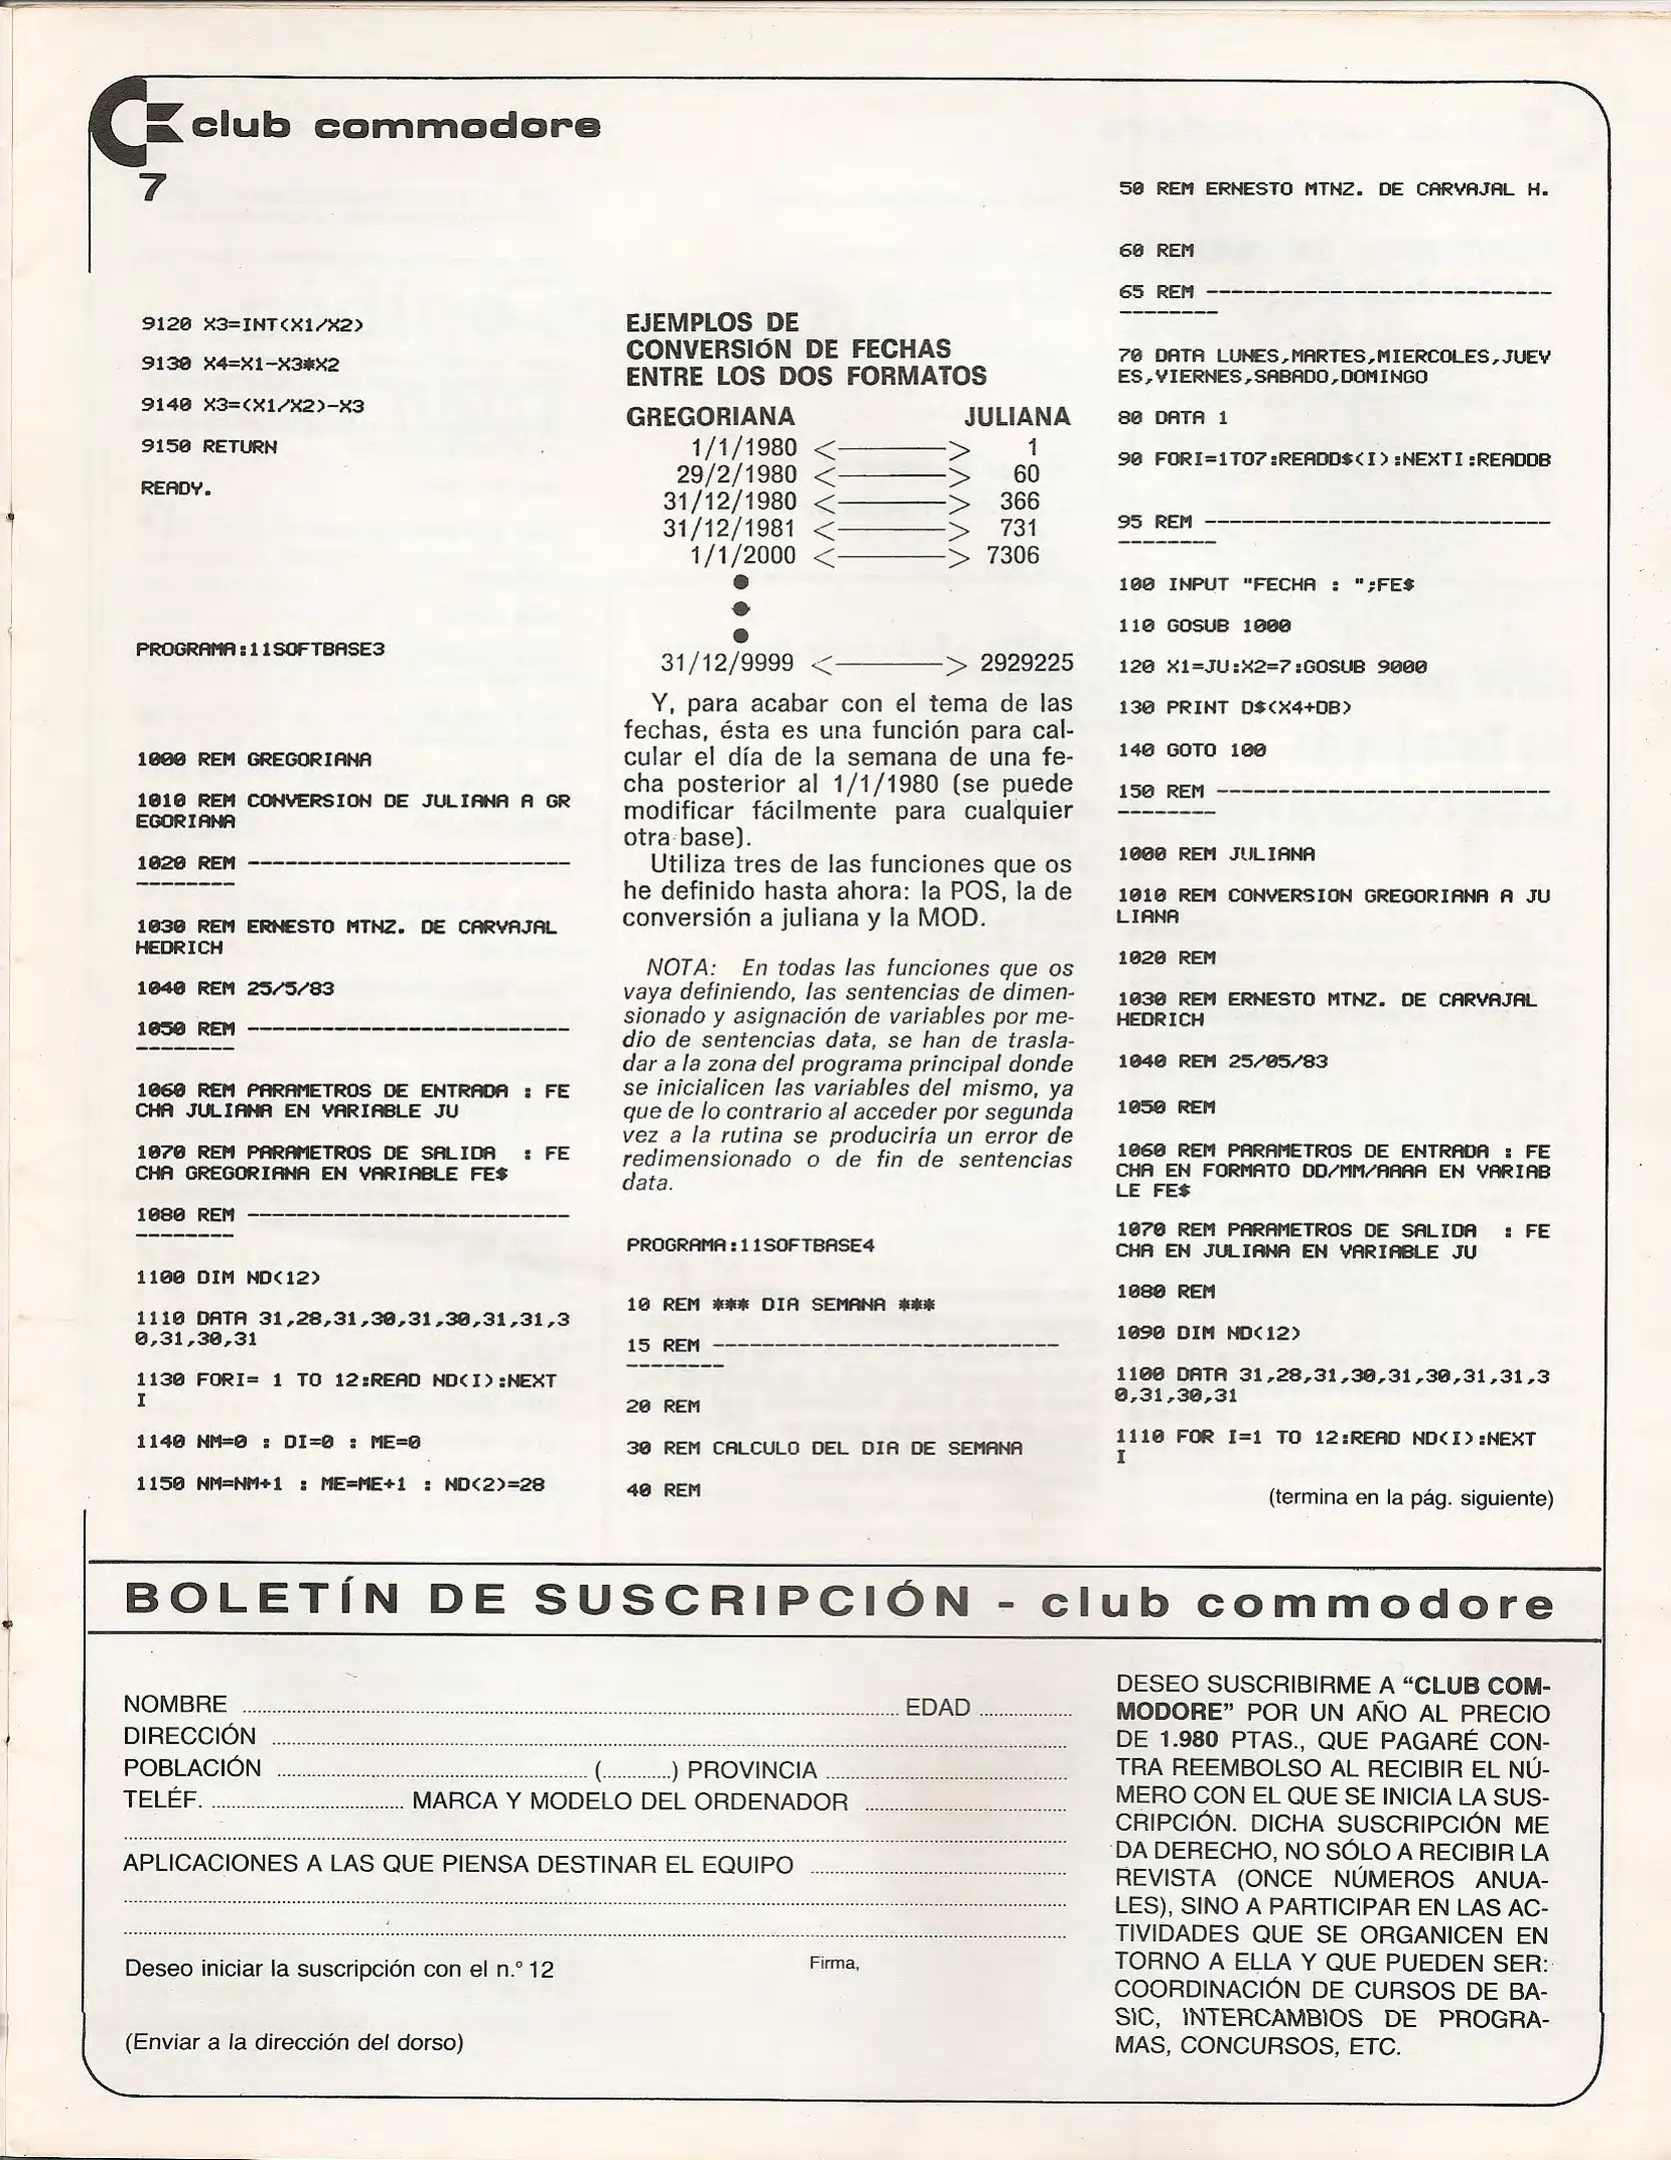 club commodore
7
9120 X3=INT(X1/X2)
9130 X4=X1-X3*X2
9140 X3=(X1/X2)-X3
9150 RETURN
READY.
PROGRAMA:11SOFTBASE3
1000 REM GREGORIANA
1010 REM CONVERSION DE JULIANA A GR
EGORIANA
1020 REM --------------------------
--------
1030 REM ERNESTO MTNZ. DE CARVAJAL
HEDRICH
1040 REM 25/5/83
1050 REM --------------------------
--------
1060 REM PARAMETROS DE ENTRADA : FE
CHA JULIANA EN VARIABLE JU
1070 REM PARAMETROS DE SALIDA  : FE
CHA GREGORIANA EN VARIABLE FE$
1080 REM --------------------------
--------
1100 DIM ND(12)
1110 DATA 31,28,31,30,31,30,31,31,3
0,31,30,31
1130 FORI= 1 TO 12:READ ND(I):NEXT
I
1140 NM=0 : DI=0 : ME=0
1150 NM=NM+1 : ME=ME+1 : ND(2)=28
EJEMPLOS DE
CONVERSIóN DE FECHAS
ENTRE LOS DOS FORMATOS
GREGORIANA JULIANA
1/1/1980 <————> 1
29/2/1980 <————> 60
31/12/1980 <————> 366
31/12/1981 <————> 731
1/1/2000 <————> 7306
●
●
●
31/12/9999 <————> 2929225
Y, para acabar con el tema de las
fechas, ésta es una función para cal-
cular el día de la semana de una fe-
cha posterior al 1/1/1980 (se puede
modificar fácilmente para cualquier
otra base).
Utiliza tres de las funciones que os
he definido hasta ahora: la POS, la de
conversión a juliana y la MOD.
NOTA: En todas las funciones que os
vaya definiendo, las sentencias de dimen-
sionado y asignación de variables por me-
dio de sentencias data, se han de trasla-
dar a la zona del programa principal donde
se inicialicen las variables del mismo, ya
que de lo contrario al acceder por segunda
vez a la rutina se produciría un error de
redimensionado o de fin de sentencias
data.
PROGRAMA:11SOFTBASE4
10 REM *** DIA SEMANA ***
15 REM ----------------------------
--------
20 REM
30 REM CALCULO DEL DIA DE SEMANA
40 REM
50 REM ERNESTO MTNZ. DE CARVAJAL H.
60 REM
65 REM ----------------------------
--------
70 DATA LUNES,MARTES,MIERCOLES,JUEV
ES,VIERNES,SABADO,DOMINGO
80 DATA 1
90 FORI=1TO7:READD$(I):NEXTI:READDB
95 REM ----------------------------
--------
100 INPUT "FECHA : ";FE$
110 GOSUB 1000
120 X1=JU:X2=7:GOSUB 9000
130 PRINT D$(X4+DB)
140 GOTO 100
150 REM ---------------------------
--------
1000 REM JULIANA
1010 REM CONVERSION GREGORIANA A JU
LIANA
1020 REM
1030 REM ERNESTO MTNZ. DE CARVAJAL
HEDRICH
1040 REM 25/05/83
1050 REM
1060 REM PARAMETROS DE ENTRADA : FE
CHA EN FORMATO DD/MM/AAAA EN VARIAB
LE FE$
1070 REM PARAMETROS DE SALIDA  : FE
CHA EN JULIANA EN VARIABLE JU
1080 REM
1090 DIM ND(12)
1100 DATA 31,28,31,30,31,30,31,31,3
0,31,30,31
1110 FOR I=1 TO 12:READ ND(I):NEXT
I
(termina en la pág. siguiente)
BOLETÍN DE SUSCRIPCIÓN - club commodore
NOMBRE .......... EDAD ..........
DIRECCIÓN ..........
POBLACIÓN .......... (..........) PROVINCIA ..........
TELÉF. .......... MARCA Y MODELO DEL ORDENADOR ..........
APLICACIONES A LAS QUE PIENSA DESTINAR EL EQUIPO ..........
Deseo iniciar la suscripción con el n.º 12 Firma,
(Enviar a la dirección del dorso)
DESEO SUSCRIBIRME A “CLUB COM-
MODORE” POR UN AÑO AL PRECIO
DE 1.980 PTAS., QUE PAGARÉ CON-
TRA REEMBOLSO AL RECIBIR EL NÚ-
MERO CON EL QUE SE INICIA LA SUS-
CRIPCIÓN. DICHA SUSCRIPCIÓN ME
DA DERECHO, NO SÓLO A RECIBIR LA
REVISTA (ONCE NÚMEROS ANUA-
LES), SINO A PARTICIPAR EN LAS AC-
TIVIDADES QUE SE ORGANICEN EN
TORNO A ELLA Y QUE PUEDEN SER:
COORDINACIÓN DE CURSOS DE BA-
SIC, INTERCAMBIOS DE PROGRA-
MAS, CONCURSOS, ETC.